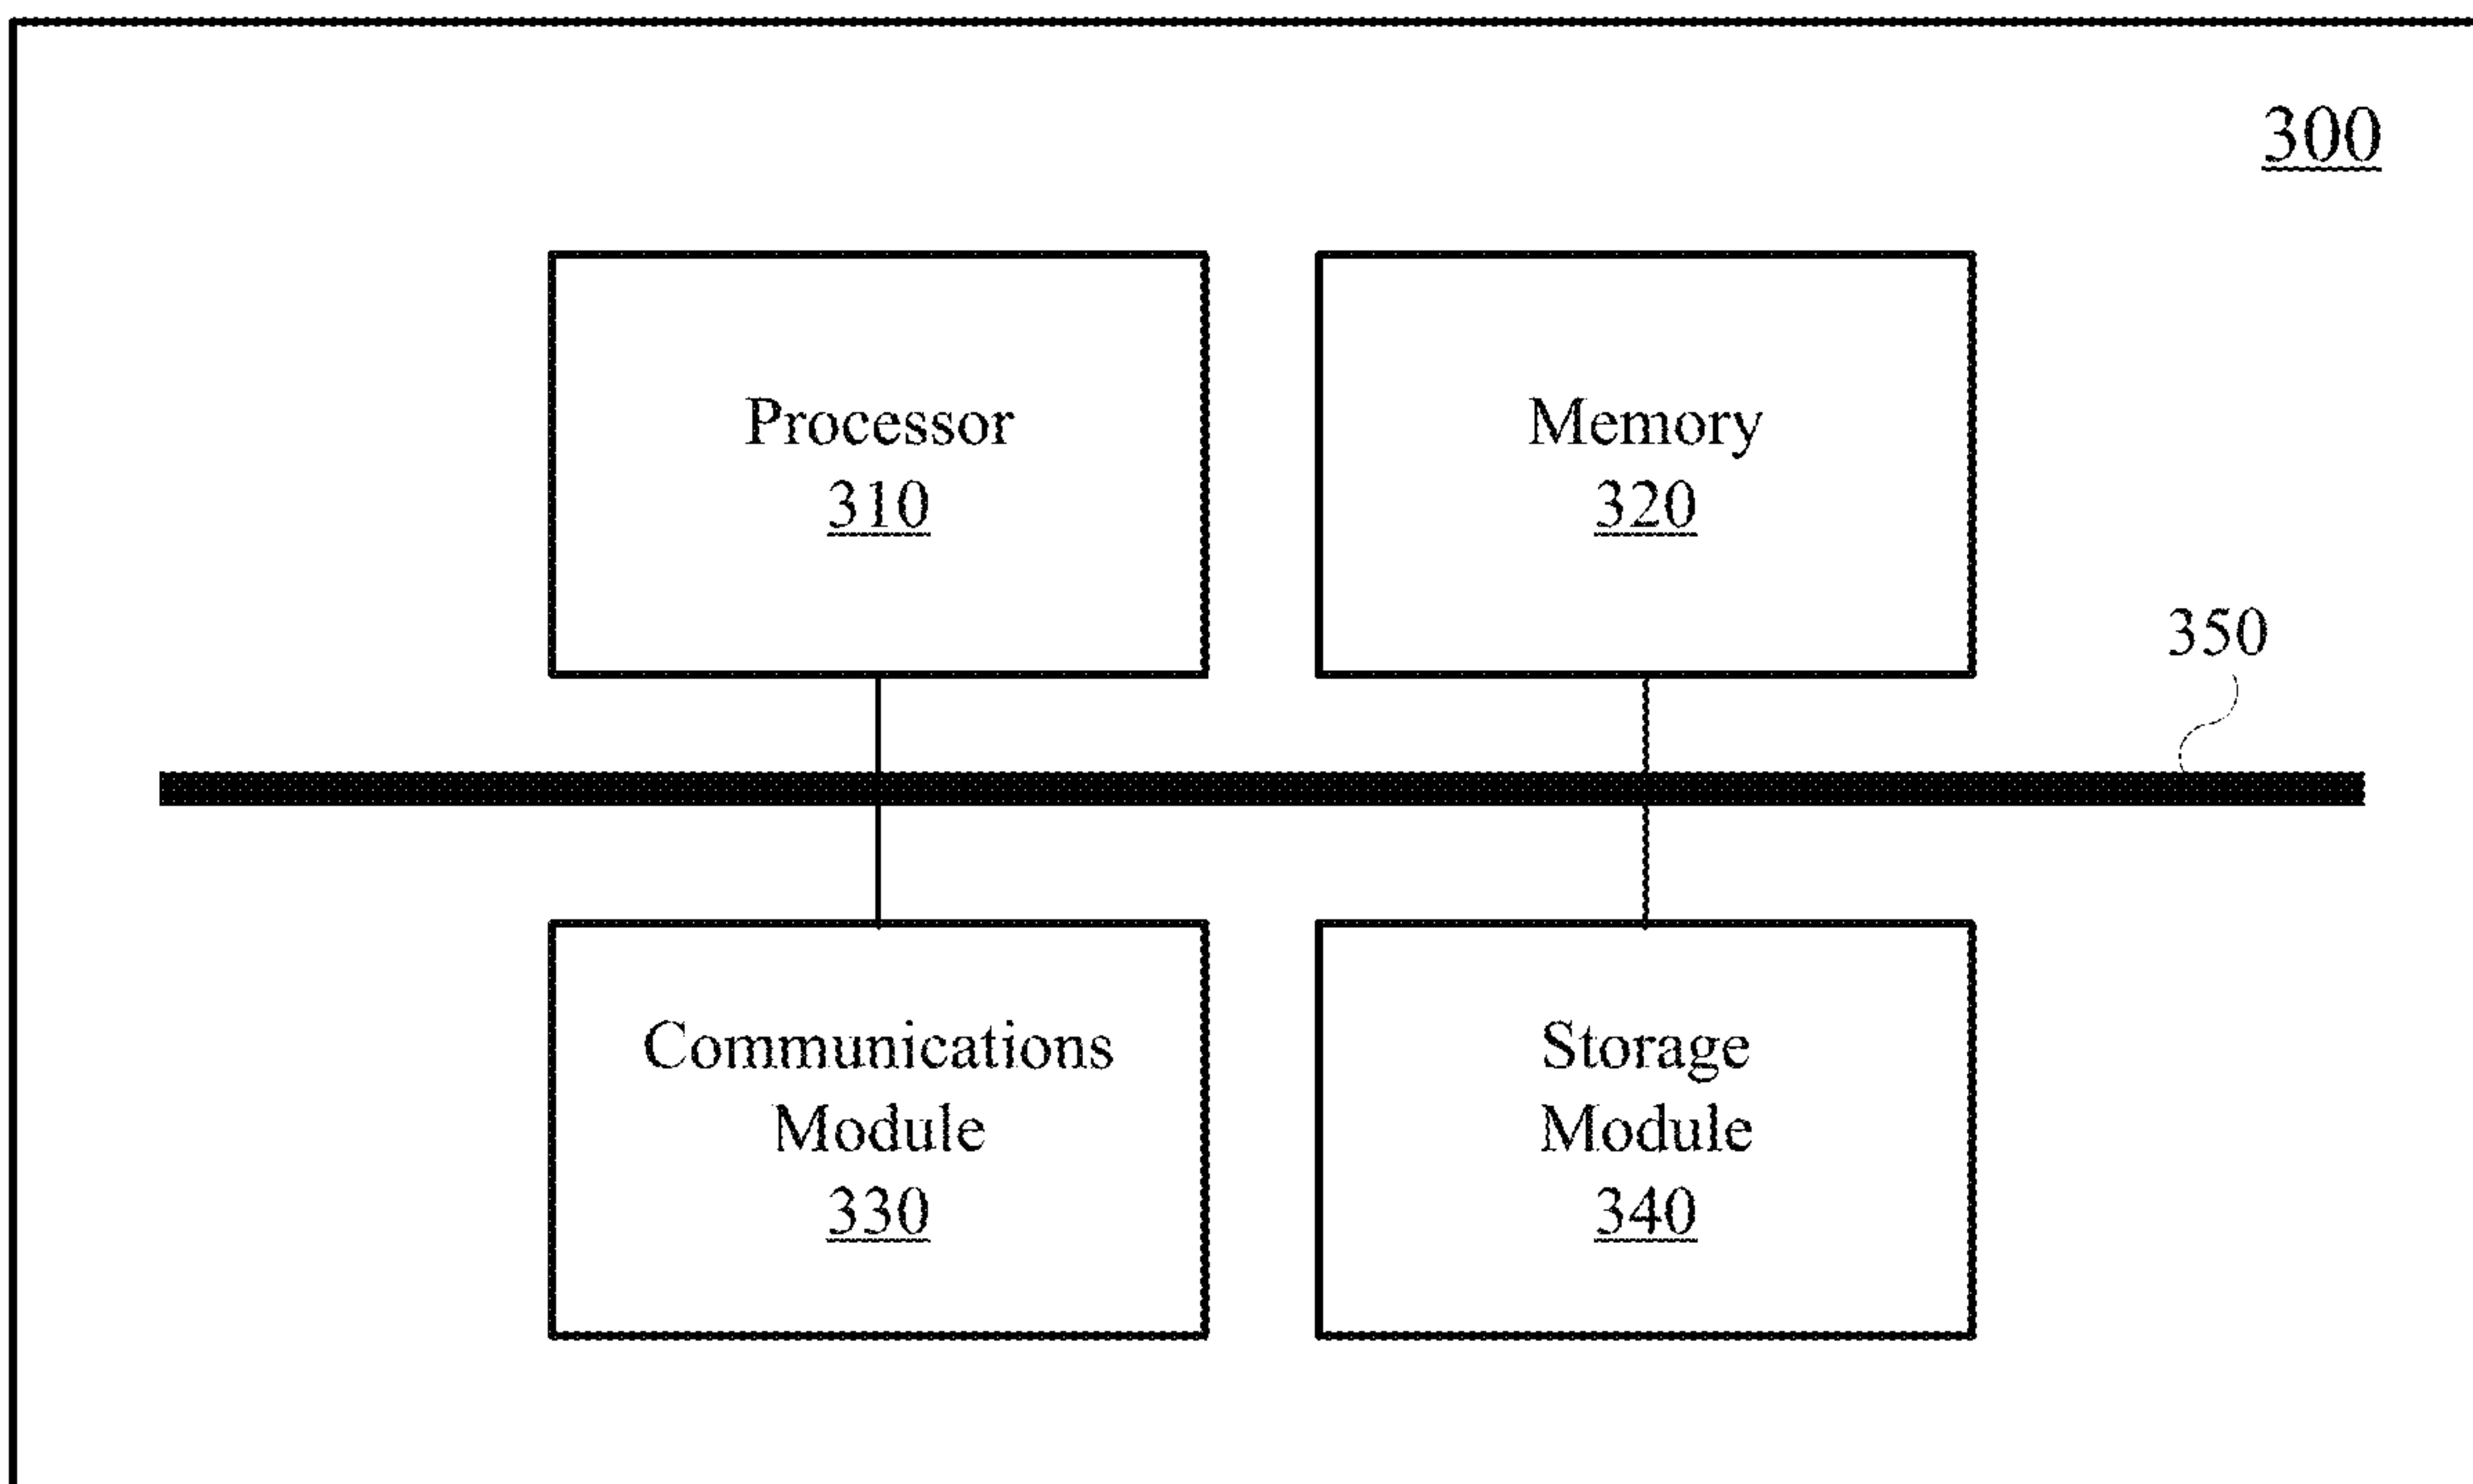 300
Processor
310
Memory
320
350
Communications
Module
330
Storage
Module
340